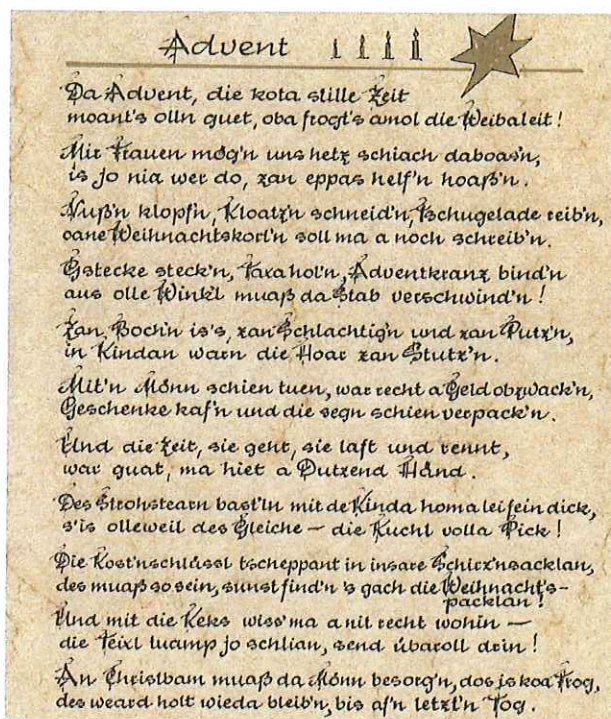 Advent
Da Advent, die kota stille Zeit
moant's olln guet, oba frogt's amol die Weibaleit!
Mir Frauen mög'n uns hetz schiach daboas'n,
is jo nia wer do, zan eppas helf'n hoaß'n.
Nuß'n klopf'n, Kloatz'n schneid'n, Tschugelade reib'n,
oane Weihnachtskort'n soll ma a noch schreib'n.
Gstecke steck'n, Taxa hol'n, Adventkranz bind'n
aus olle Winkl muaß da Stab verschwind'n!
Zan Boch'n is's, zan Schlachtig'n und zan Putz'n,
in Kindan warn die Hoar zan Stutz'n.
Mit'n Mònn schien tuen, war recht a Geld obzwack'n,
Geschenke kaf'n und die segn schien verpack'n.
Und die Zeit, sie geht, sie laft und rennt,
war guat, ma hiet a Dutzend Händ.
Des Strohstearn bast'ln mit de Kinda homa leifein dick,
s'is olleweil des Gleiche – die Kuchl volla Pick!
Die Kost'nschlüssl tscheppant in insare Schirz'nsacklan,
des muaß so sein, sunst find'n 's gach die Weihnacht's-
packlan!
Und mit die Keks wiss'ma a nit recht wohin –
die Teixl luamp jo schlian, send überoll drin!
An Christbam muaß da Mònn besorg'n, dos is koa Frog,
des weard holt wieda bleib'n, bis af'n letzt'n Tog.